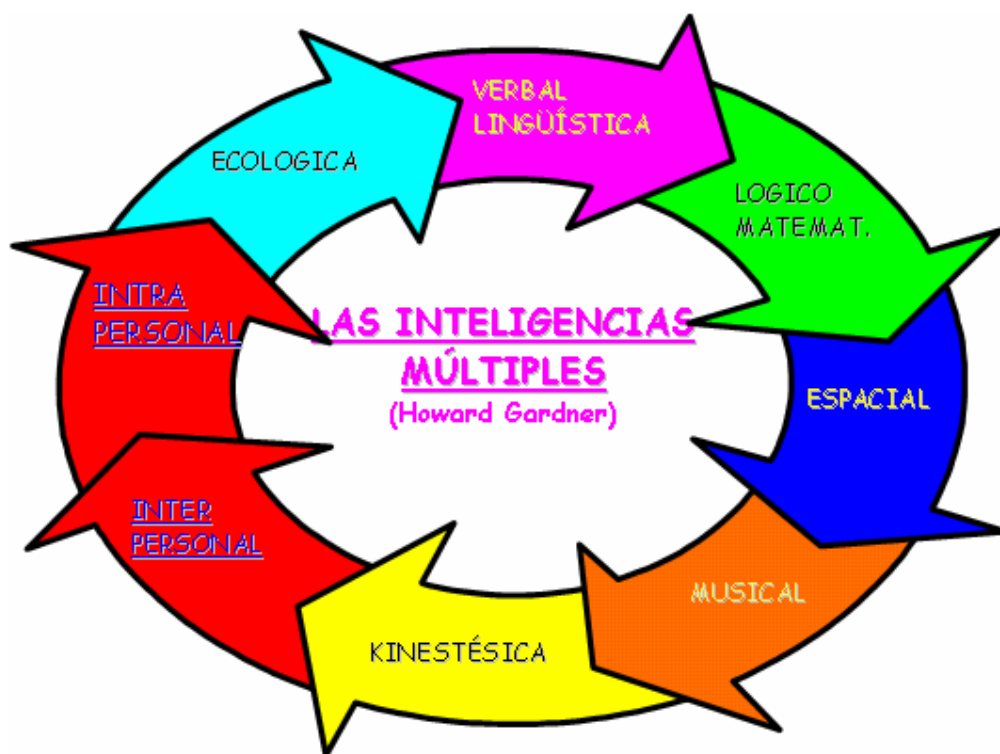 LAS INTELIGENCIAS
MÚLTIPLES
(Howard Gardner)
VERBAL
LINGÜÍSTICA
LOGICO
MATEMAT.
ESPACIAL
MUSICAL
KINESTÉSICA
INTER
PERSONAL
INTRA
PERSONAL
ECOLOGICA